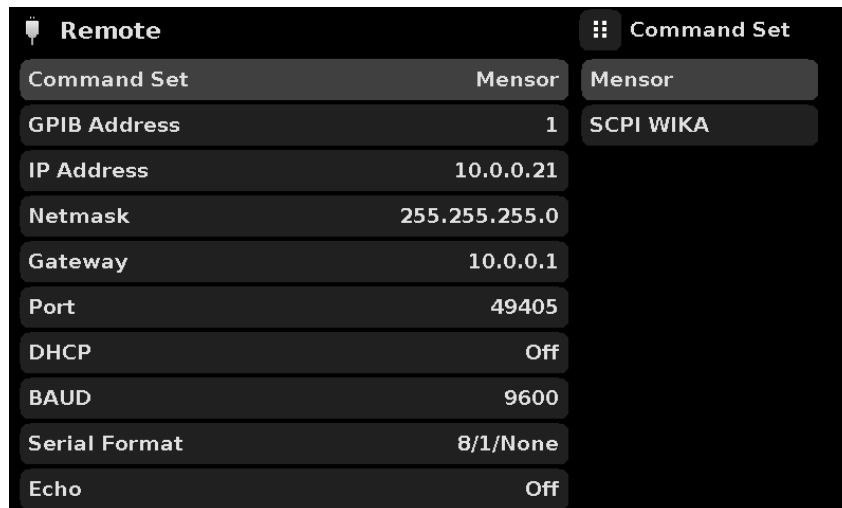 Remote
Command Set Mensor
GPIB Address 1
IP Address 10.0.0.21
Netmask 255.255.255.0
Gateway 10.0.0.1
Port 49405
DHCP Off
BAUD 9600
Serial Format 8/1/None
Echo Off
Command Set
Mensor
SCPI WIKA